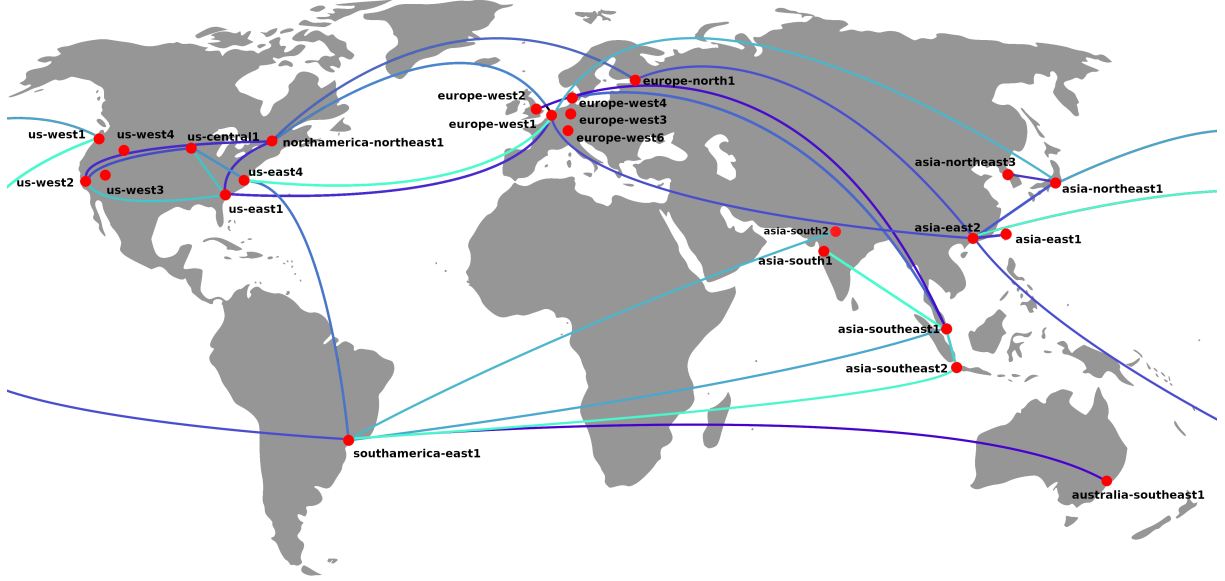 europe-north1
europe-west2
europe-west4
europe-west3
europe-west1
us-west1
us-west4
us-central1
europe-west6
northamerica-northeast1
asia-northeast3
us-east4
us-west2
us-west3
asia-northeast1
us-east1
asia-east2
asia-south2
asia-east1
asia-south1
asia-southeast1
asia-southeast2
southamerica-east1
australia-southeast1